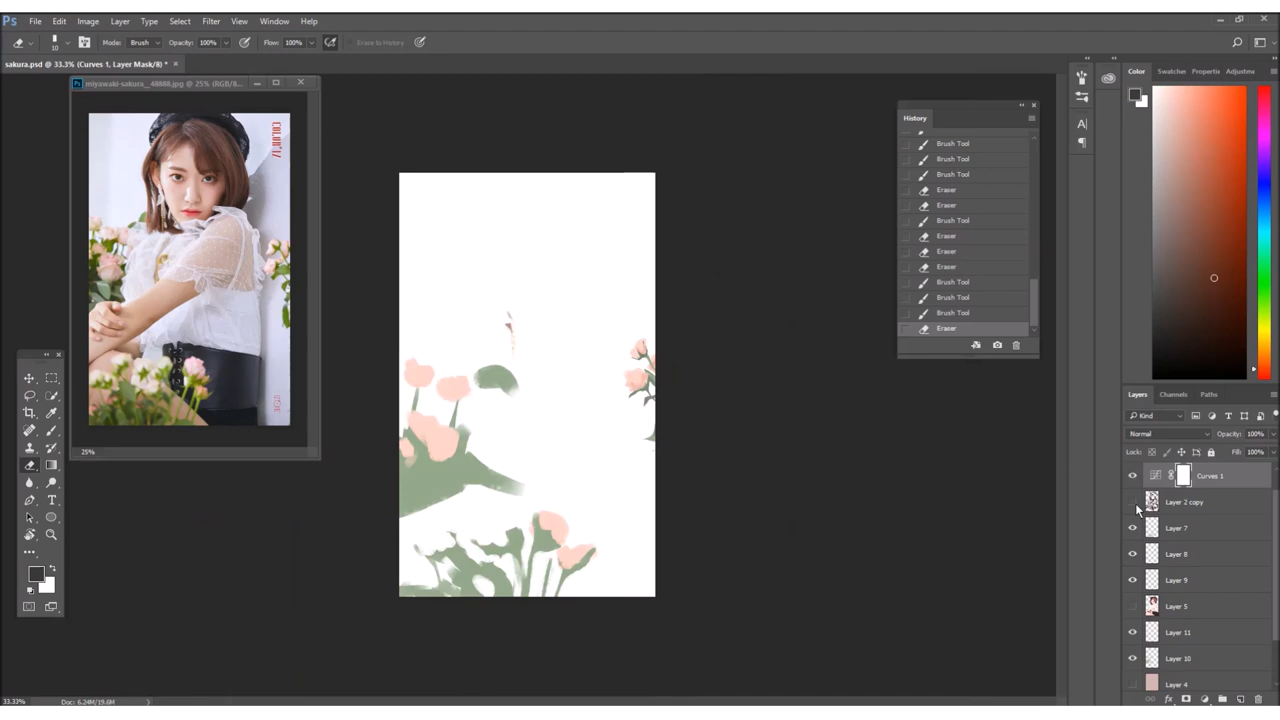 Ps File Edit Image Layer Type Select Filter View Window Help
10 Mode: Brush Opacity: 100% Flow: 100% Erase to History
sakura.psd @ 33.3% (Curves 1, Layer Mask/8) *
miyawaki-sakura__48888.jpg @ 25% (RGB/8...
25%
History
Brush Tool
Brush Tool
Brush Tool
Eraser
Eraser
Brush Tool
Eraser
Eraser
Eraser
Brush Tool
Brush Tool
Brush Tool
Eraser
Color Swatches Properti Adjustme
Layers Channels Paths
Kind
Normal Opacity: 100%
Lock: Fill: 100%
Curves 1
Layer 2 copy
Layer 7
Layer 8
Layer 9
Layer 5
Layer 11
Layer 10
Layer 4
33.33% Doc: 6.24M/19.6M